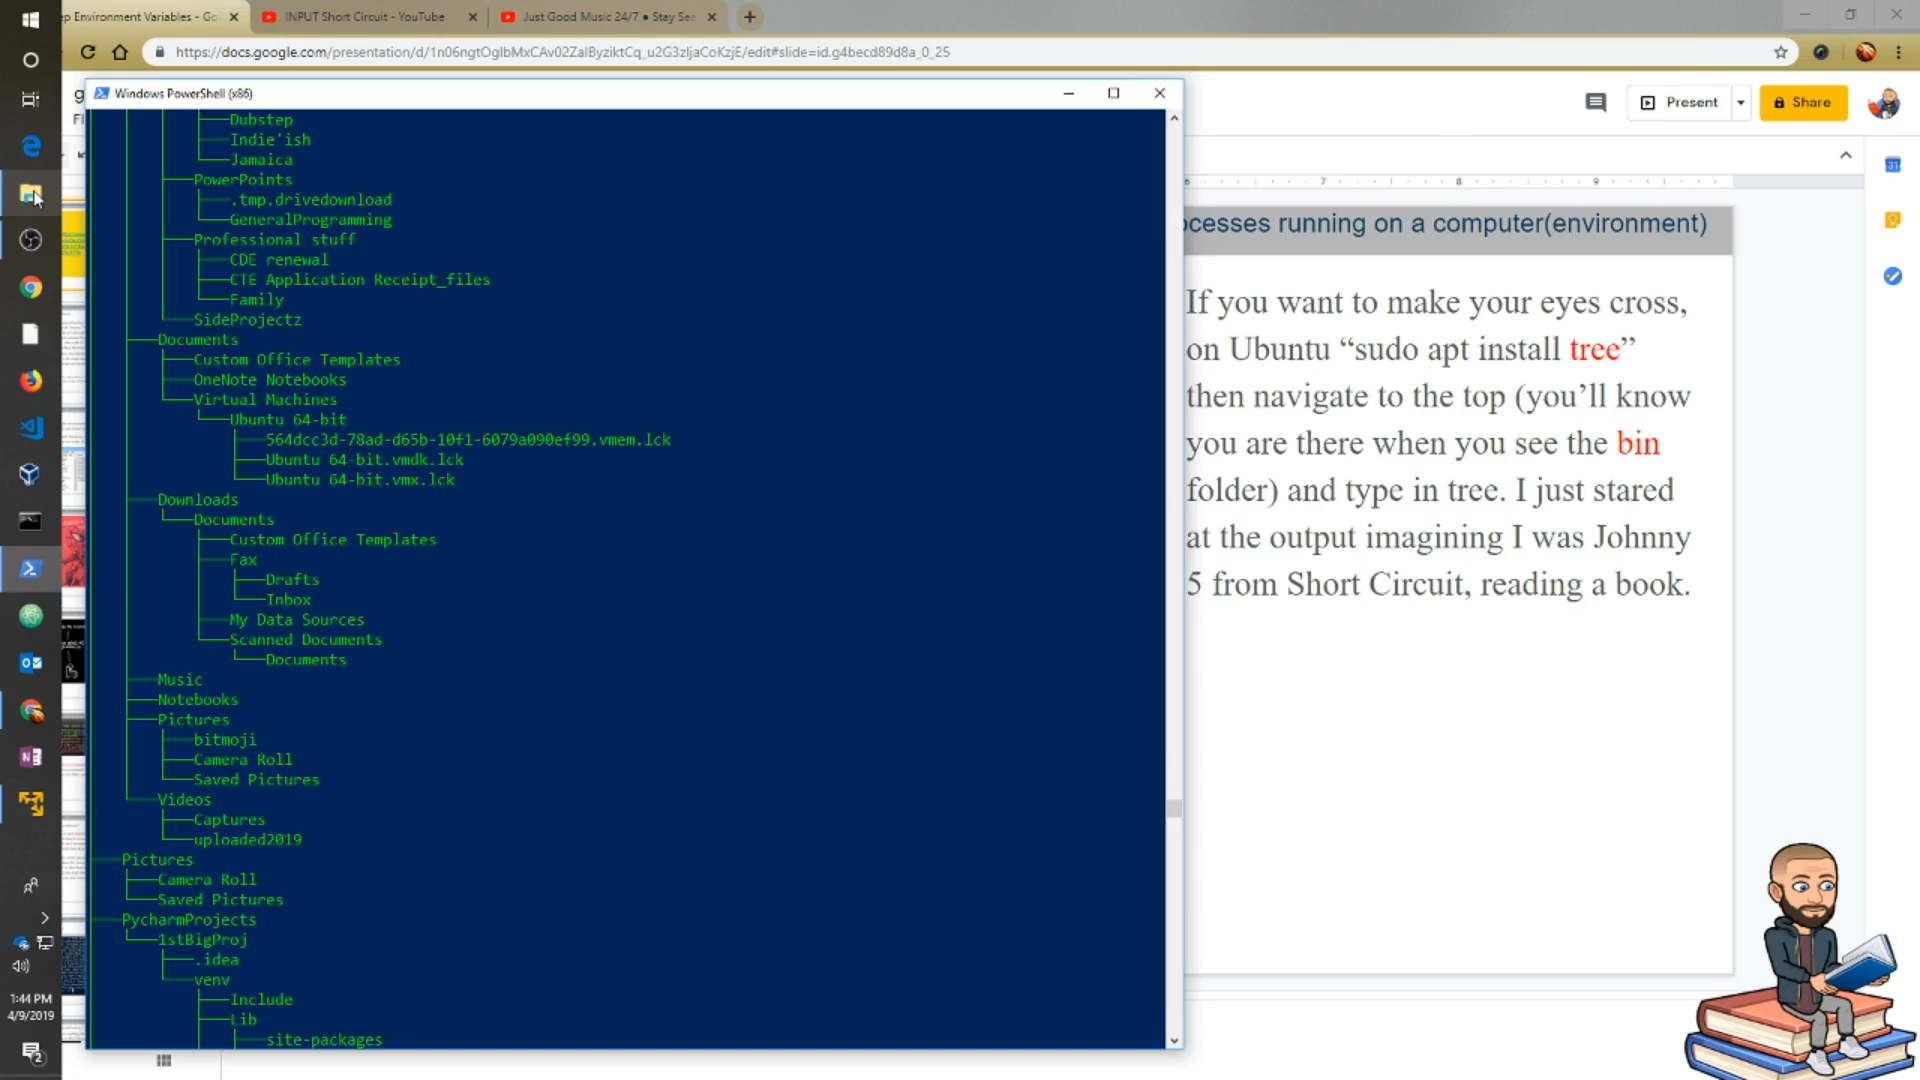 p Environment Variables - Go
INPUT Short Circuit - YouTube
Just Good Music 24/7 ● Stay See
https://docs.google.com/presentation/d/1n06ngtOglbMxCAv02ZalByziktCq_u2G3zIjaCoKzjE/edit#slide=id.g4becd89d8a_0_25
Windows PowerShell (x86)
Present
Share
Dubstep
Indie'ish
Jamaica
PowerPoints
.tmp.drivedownload
GeneralProgramming
Professional stuff
CDE renewal
CTE Application Receipt_files
Family
SideProjectz
Documents
Custom Office Templates
OneNote Notebooks
Virtual Machines
Ubuntu 64-bit
564dcc3d-78ad-d65b-10f1-6079a090ef99.vmem.lck
Ubuntu 64-bit.vmdk.lck
Ubuntu 64-bit.vmx.lck
Downloads
Documents
Custom Office Templates
Fax
Drafts
Inbox
My Data Sources
Scanned Documents
Documents
Music
Notebooks
Pictures
bitmoji
Camera Roll
Saved Pictures
Videos
Captures
uploaded2019
Pictures
Camera Roll
Saved Pictures
PycharmProjects
1stBigProj
.idea
venv
Include
Lib
site-packages
6 7 8 9
ocesses running on a computer(environment)
If you want to make your eyes cross,
on Ubuntu “sudo apt install tree”
then navigate to the top (you’ll know
you are there when you see the bin
folder) and type in tree. I just stared
at the output imagining I was Johnny
5 from Short Circuit, reading a book.
31
1:44 PM
4/9/2019
2